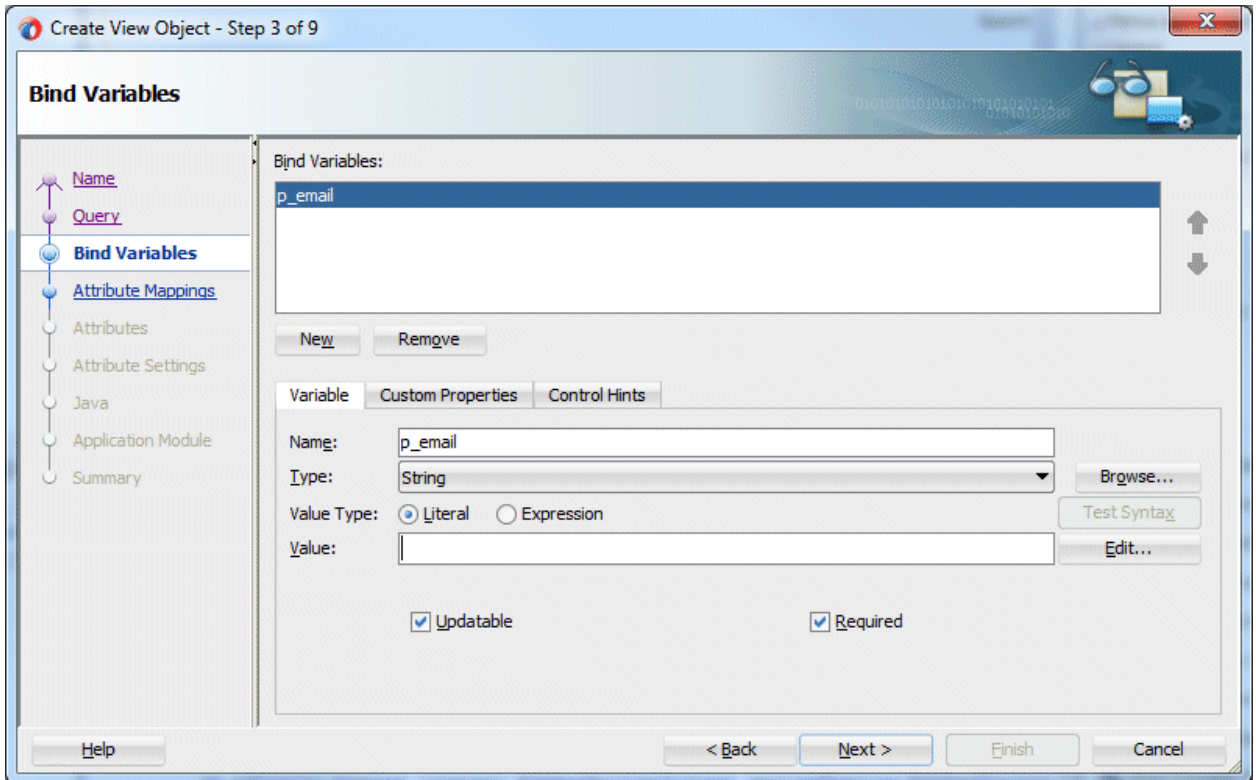 Create View Object - Step 3 of 9
Bind Variables
Name
Query
Bind Variables
Attribute Mappings
Attributes
Attribute Settings
Java
Application Module
Summary
Bind Variables:
p_email
New Remove
Variable Custom Properties Control Hints
Name: p_email
Type: String Browse...
Value Type: Literal Expression Test Syntax
Value: Edit...
Updatable Required
Help < Back Next > Finish Cancel